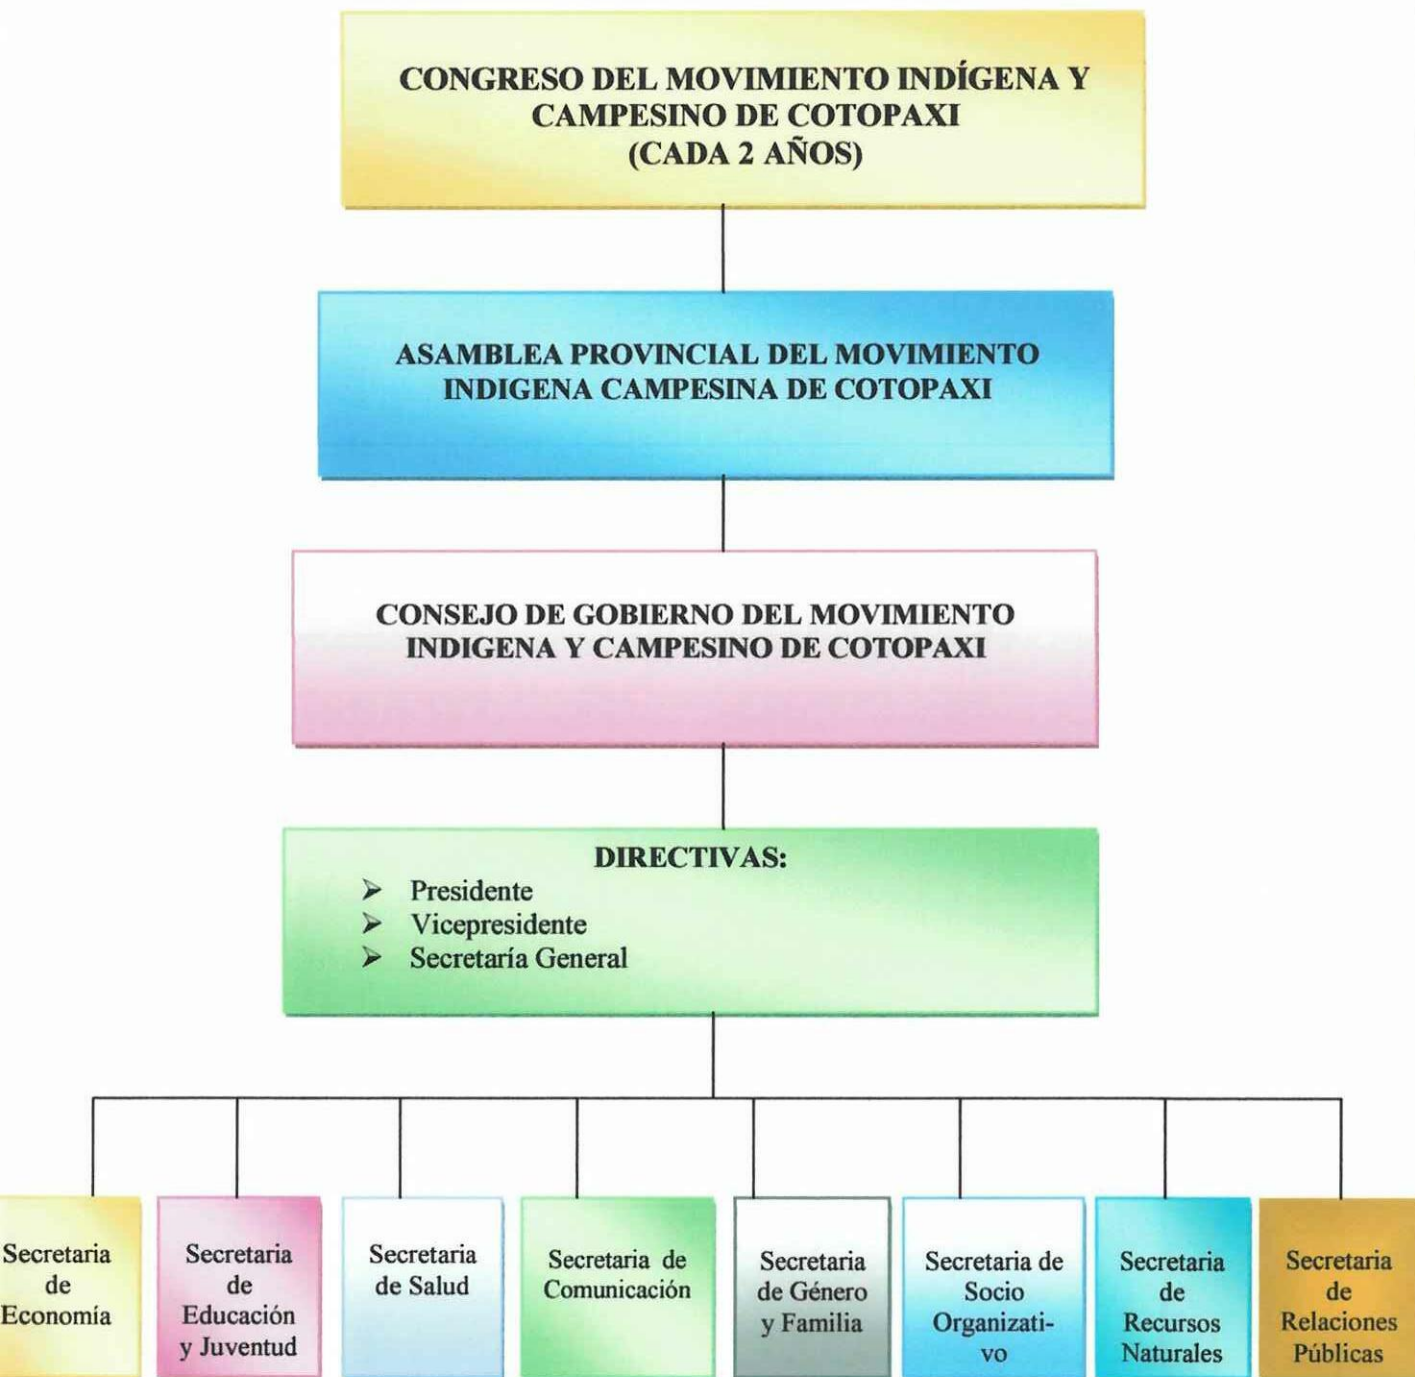 CONGRESO DEL MOVIMIENTO INDÍGENA Y
CAMPESINO DE COTOPAXI
(CADA 2 AÑOS)
ASAMBLEA PROVINCIAL DEL MOVIMIENTO
INDIGENA CAMPESINA DE COTOPAXI
CONSEJO DE GOBIERNO DEL MOVIMIENTO
INDIGENA Y CAMPESINO DE COTOPAXI
DIRECTIVAS:
➢ Presidente
➢ Vicepresidente
➢ Secretaría General
Secretaria
de
Economía
Secretaria
de
Educación
y Juventud
Secretaria
de Salud
Secretaria de
Comunicación
Secretaria
de Género
y Familia
Secretaria de
Socio
Organizati-
vo
Secretaria
de
Recursos
Naturales
Secretaria
de
Relaciones
Públicas